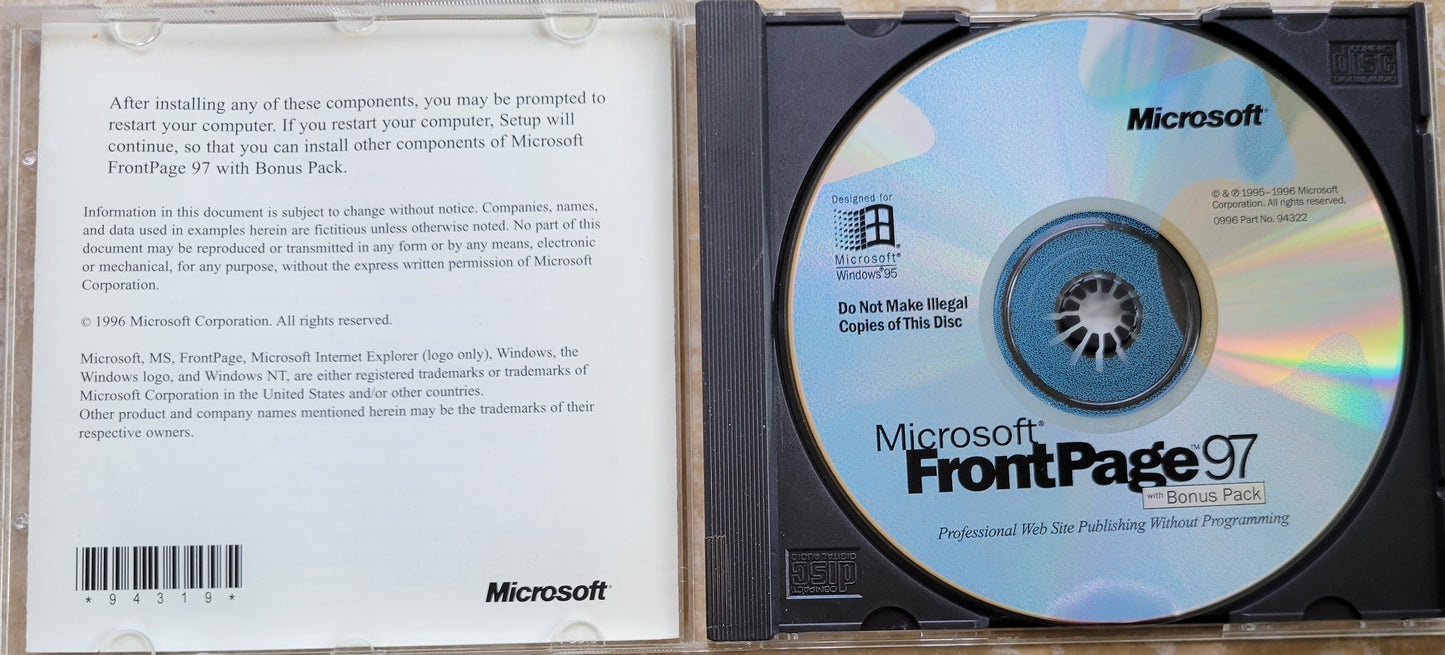 After installing any of these components, you may be prompted to
restart your computer. If you restart your computer, Setup will
continue, so that you can install other components of Microsoft
FrontPage 97 with Bonus Pack.
Information in this document is subject to change without notice. Companies, names,
and data used in examples herein are fictitious unless otherwise noted. No part of this
document may be reproduced or transmitted in any form or by any means, electronic
or mechanical, for any purpose, without the express written permission of Microsoft
Corporation.
© 1996 Microsoft Corporation. All rights reserved.
Microsoft, MS, FrontPage, Microsoft Internet Explorer (logo only), Windows, the
Windows logo, and Windows NT, are either registered trademarks or trademarks of
Microsoft Corporation in the United States and/or other countries.
Other product and company names mentioned herein may be the trademarks of their
respective owners.
*94319*
Microsoft
COMPACT
disc
DIGITAL AUDIO
Microsoft®
© & ℗ 1995–1996 Microsoft
Corporation. All rights reserved.
0996 Part No. 94322
Designed for
Microsoft®
Windows®95
Do Not Make Illegal
Copies of This Disc
Microsoft®
FrontPage™ 97
with Bonus Pack
Professional Web Site Publishing Without Programming
COMPACT
disc
DIGITAL AUDIO